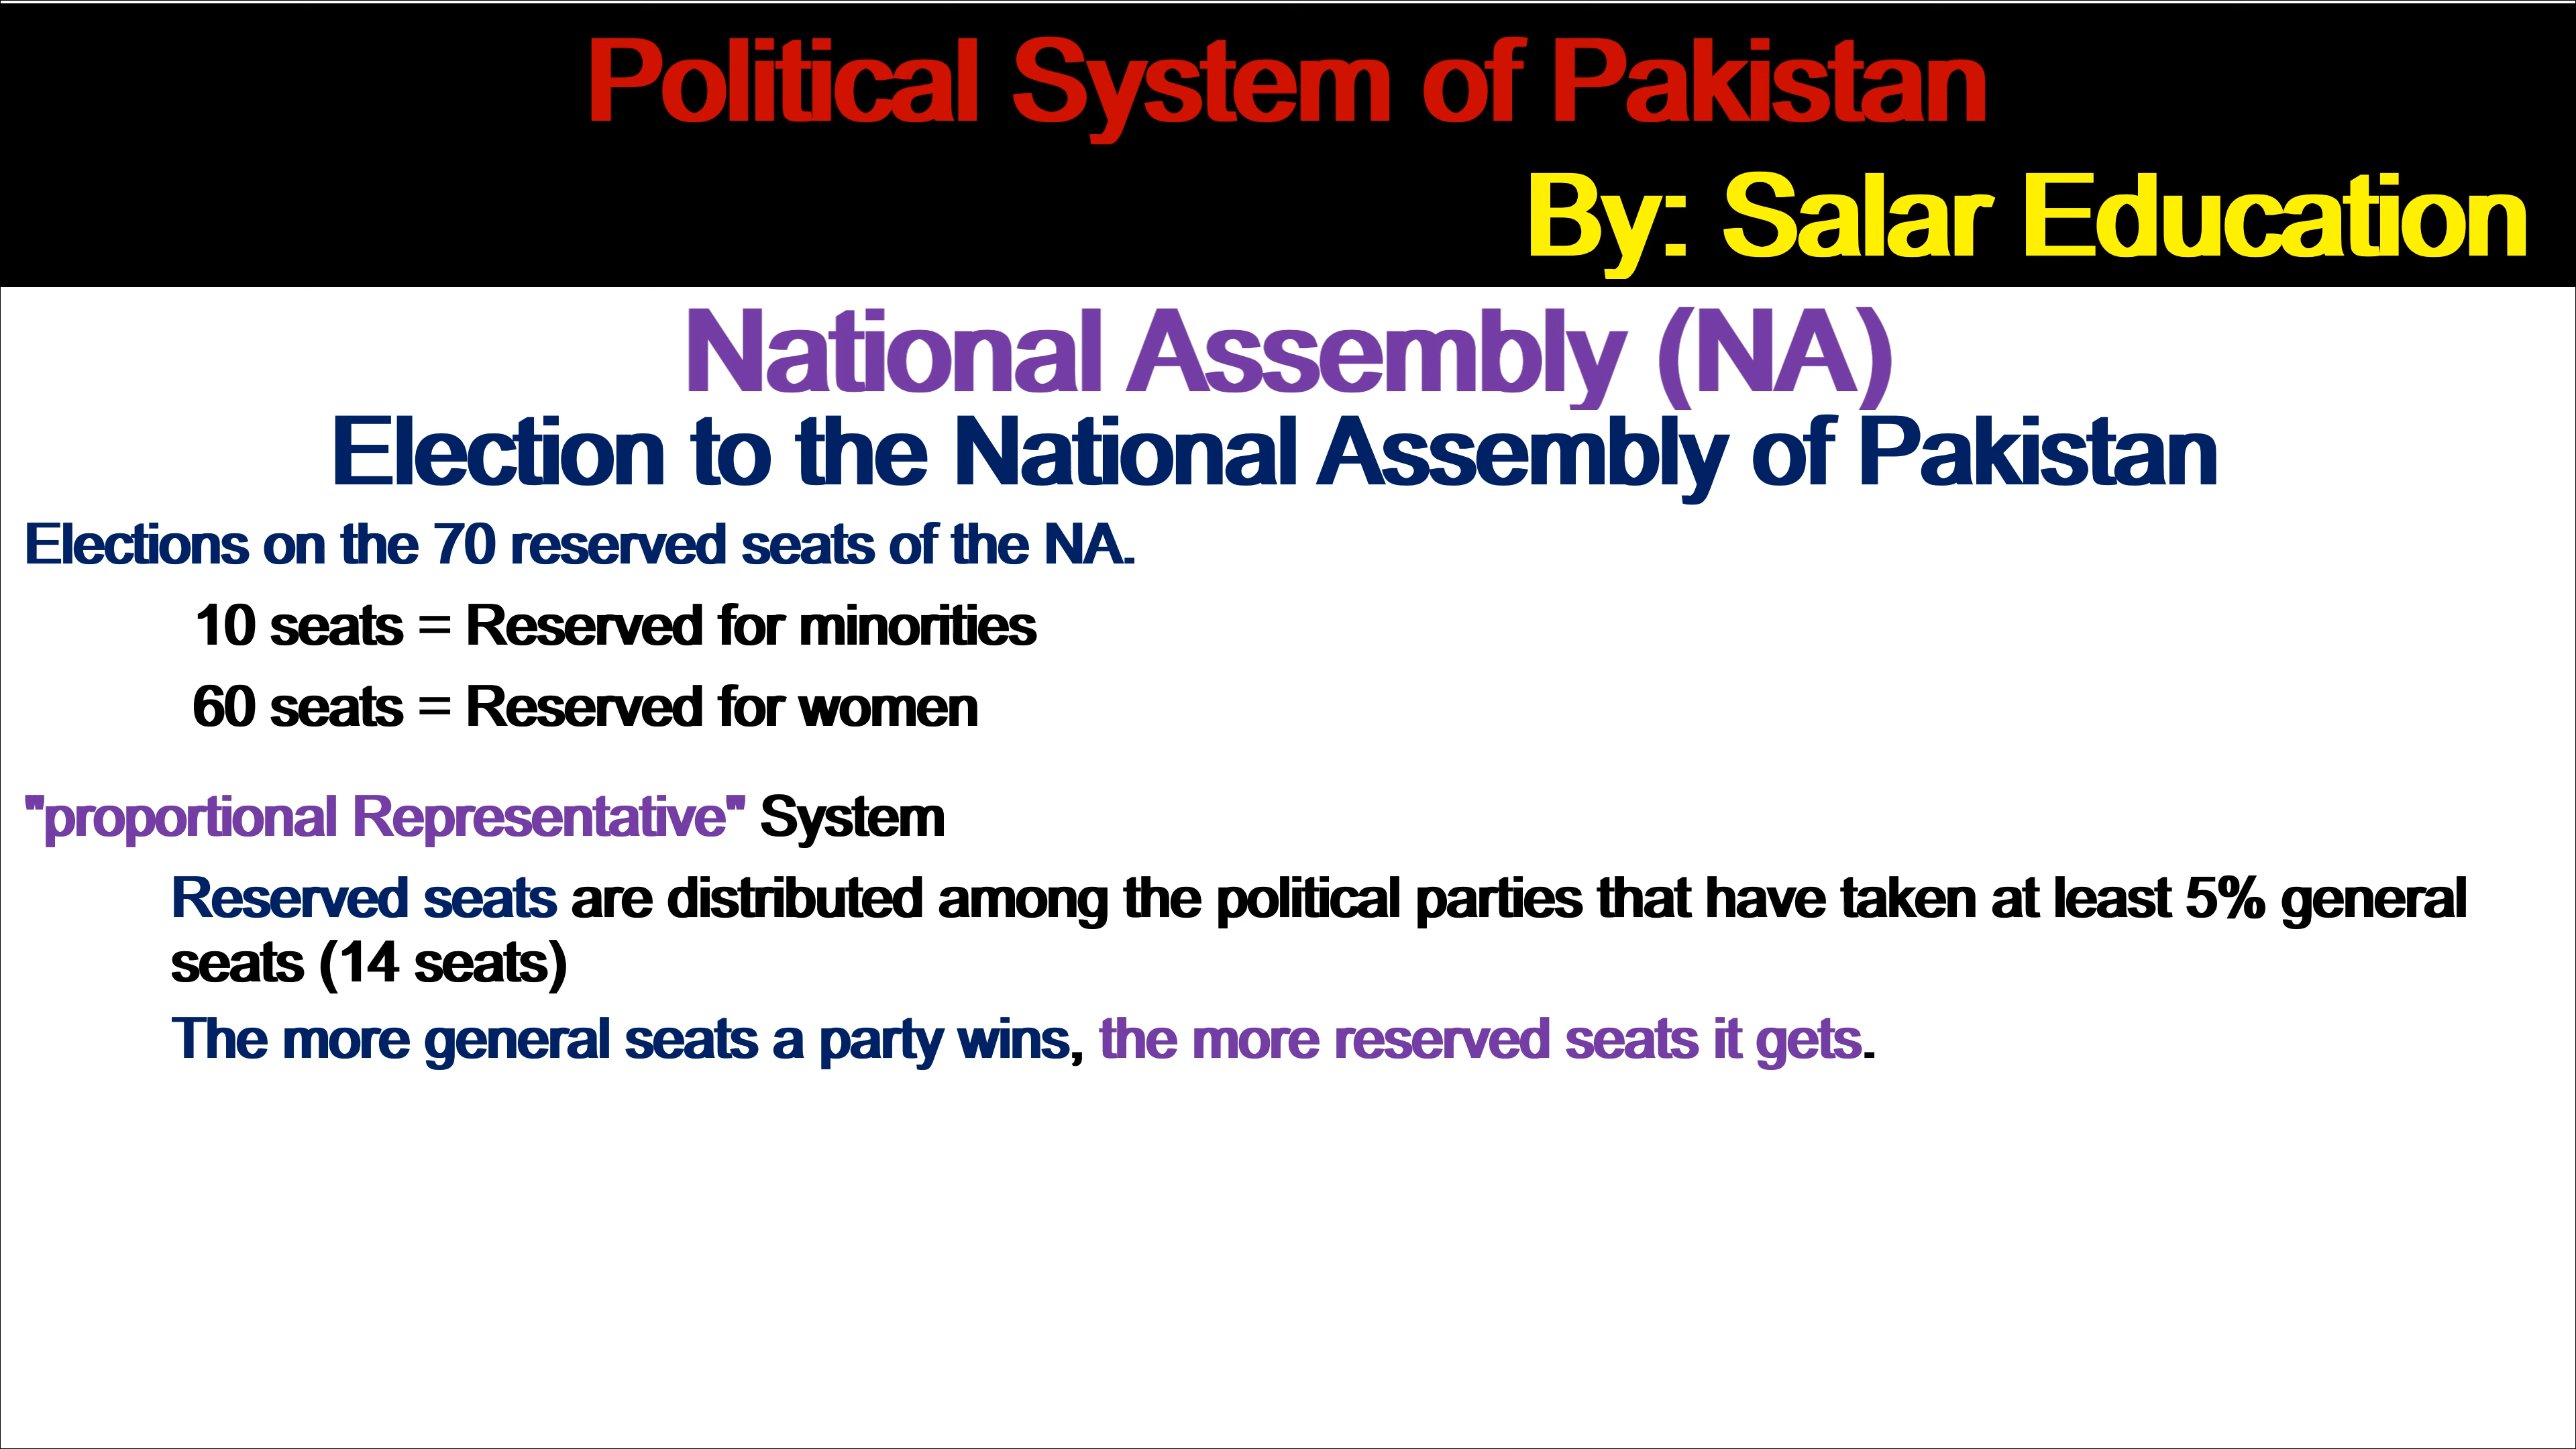 Political System of Pakistan
By: Salar Education
National Assembly (NA)
Election to the National Assembly of Pakistan
Elections on the 70 reserved seats of the NA.
10 seats = Reserved for minorities
60 seats = Reserved for women
"proportional Representative" System
Reserved seats are distributed among the political parties that have taken at least 5% general
seats (14 seats)
The more general seats a party wins, the more reserved seats it gets.